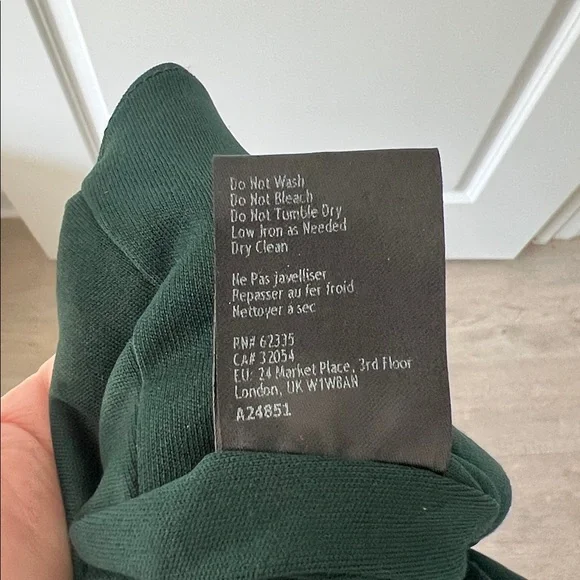 Do Not Wash
Do Not Bleach
Do Not Tumble Dry
Low Iron as Needed
Dry Clean
Ne Pas javelliser
Repasser au fer froid
Nettoyer à sec
RN# 62335
CA# 32054
EU: 24 Market Place, 3rd Floor
London, UK W1W8AN
A24851